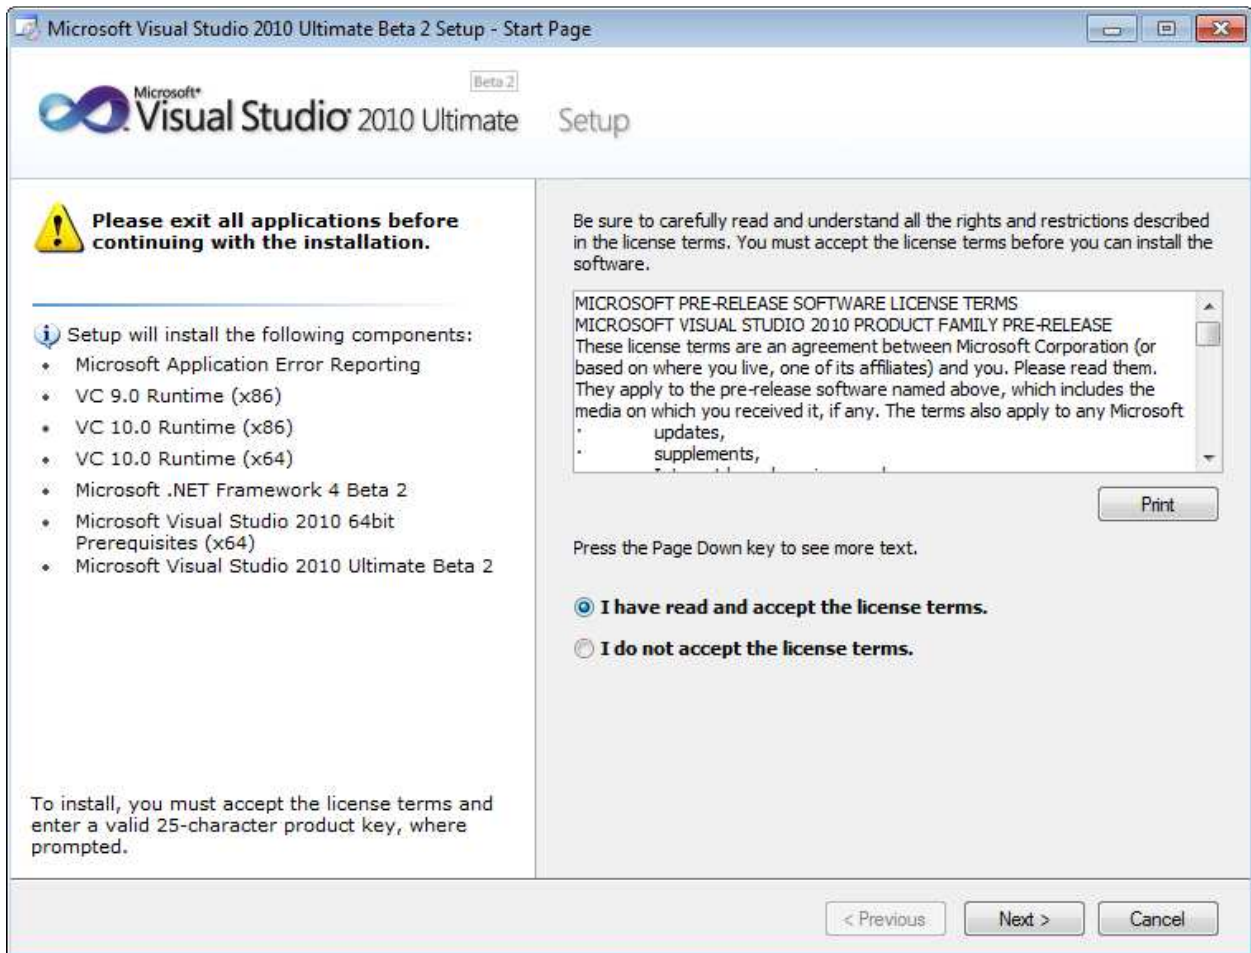 Microsoft Visual Studio 2010 Ultimate Beta 2 Setup - Start Page
Beta 2
Microsoft®
Visual Studio® 2010 Ultimate
Setup
Please exit all applications before
continuing with the installation.
Setup will install the following components:
• Microsoft Application Error Reporting
• VC 9.0 Runtime (x86)
• VC 10.0 Runtime (x86)
• VC 10.0 Runtime (x64)
• Microsoft .NET Framework 4 Beta 2
• Microsoft Visual Studio 2010 64bit
Prerequisites (x64)
• Microsoft Visual Studio 2010 Ultimate Beta 2
To install, you must accept the license terms and
enter a valid 25-character product key, where
prompted.
Be sure to carefully read and understand all the rights and restrictions described
in the license terms. You must accept the license terms before you can install the
software.
MICROSOFT PRE-RELEASE SOFTWARE LICENSE TERMS
MICROSOFT VISUAL STUDIO 2010 PRODUCT FAMILY PRE-RELEASE
These license terms are an agreement between Microsoft Corporation (or
based on where you live, one of its affiliates) and you. Please read them.
They apply to the pre-release software named above, which includes the
media on which you received it, if any. The terms also apply to any Microsoft
· updates,
· supplements,
Print
Press the Page Down key to see more text.
I have read and accept the license terms.
I do not accept the license terms.
< Previous
Next >
Cancel